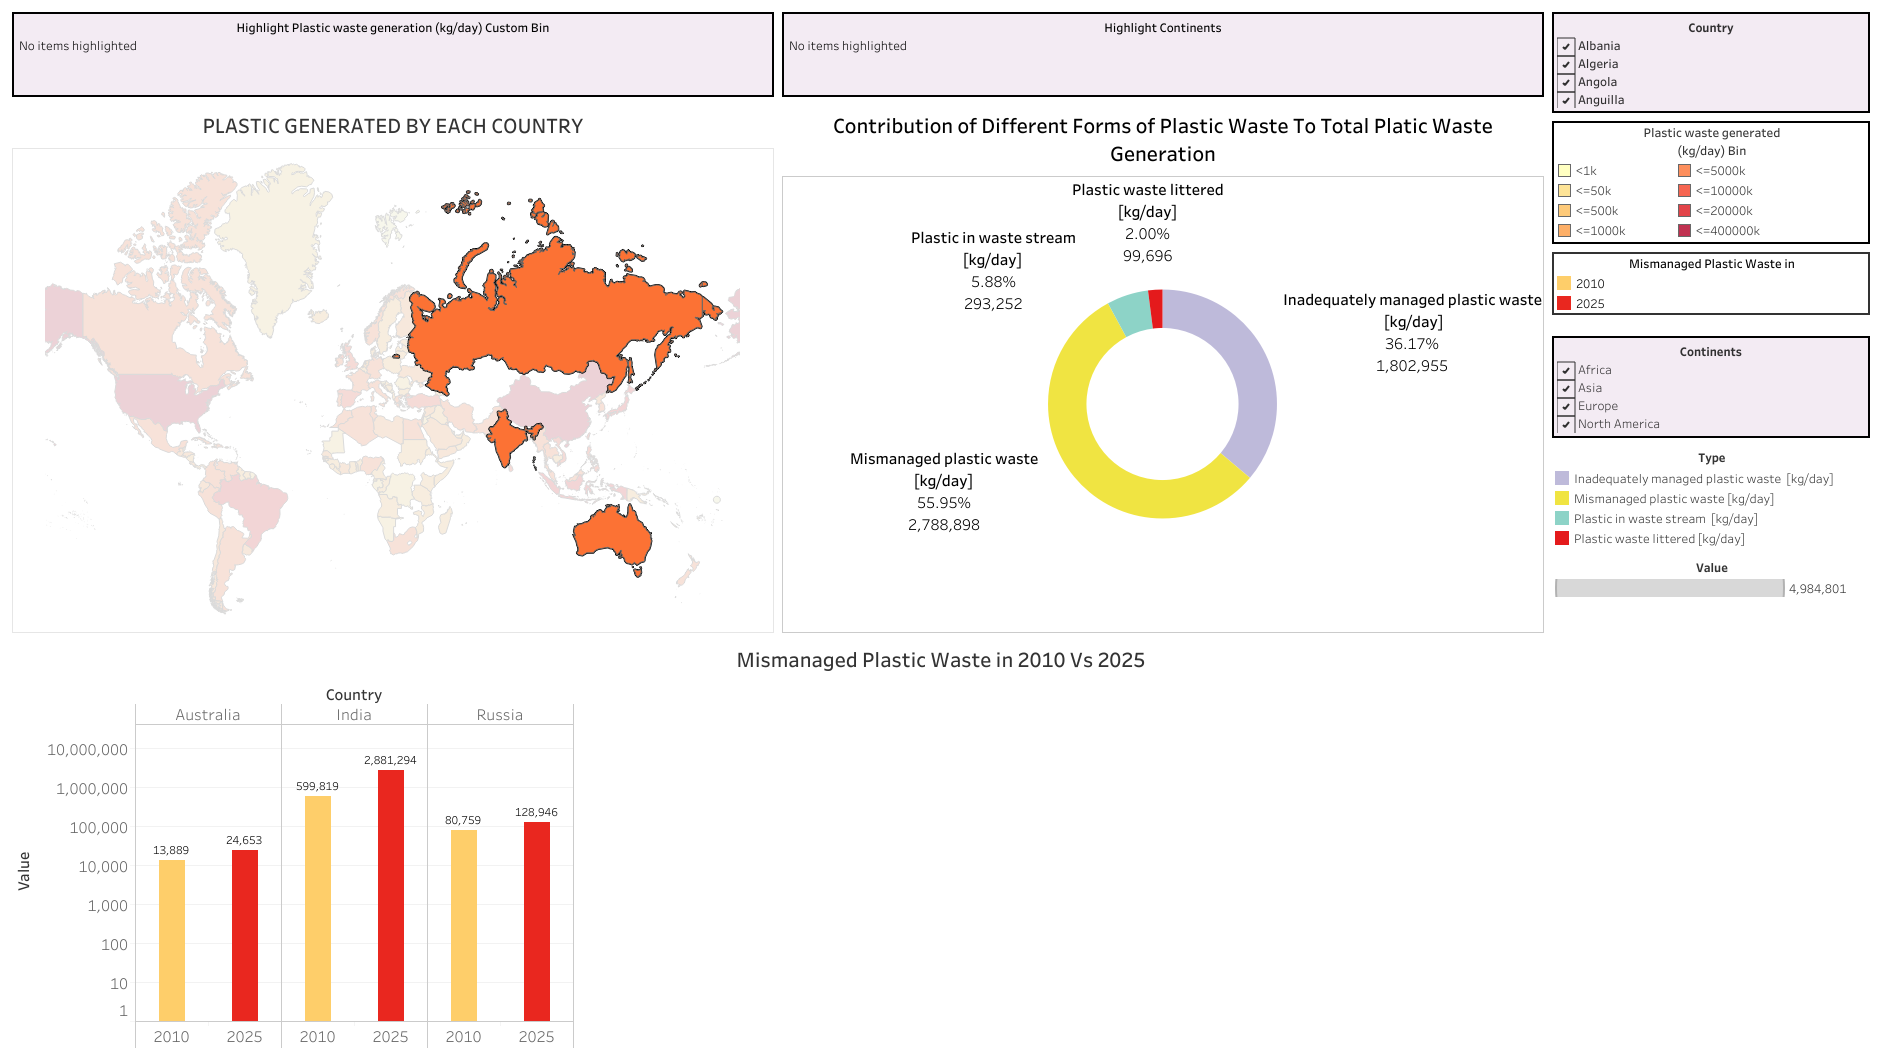 Highlight Plastic waste generation (kg/day) Custom Bin
No items highlighted
Highlight Continents
No items highlighted
Country
Albania
Algeria
Angola
Anguilla
PLASTIC GENERATED BY EACH COUNTRY
Contribution of Different Forms of Plastic Waste To Total Platic Waste
Generation
Plastic waste littered
[kg/day]
2.00%
99,696
Plastic in waste stream
[kg/day]
5.88%
293,252
Inadequately managed plastic waste
[kg/day]
36.17%
1,802,955
Mismanaged plastic waste
[kg/day]
55.95%
2,788,898
Plastic waste generated
(kg/day) Bin
<1k
<=50k
<=500k
<=1000k
<=5000k
<=10000k
<=20000k
<=400000k
Mismanaged Plastic Waste in
2010
2025
Continents
Africa
Asia
Europe
North America
Type
Inadequately managed plastic waste [kg/day]
Mismanaged plastic waste [kg/day]
Plastic in waste stream [kg/day]
Plastic waste littered [kg/day]
Value
4,984,801
Mismanaged Plastic Waste in 2010 Vs 2025
Country
Australia
India
Russia
Value
10,000,000
1,000,000
100,000
10,000
1,000
100
10
1
13,889
24,653
599,819
2,881,294
80,759
128,946
2010
2025
2010
2025
2010
2025